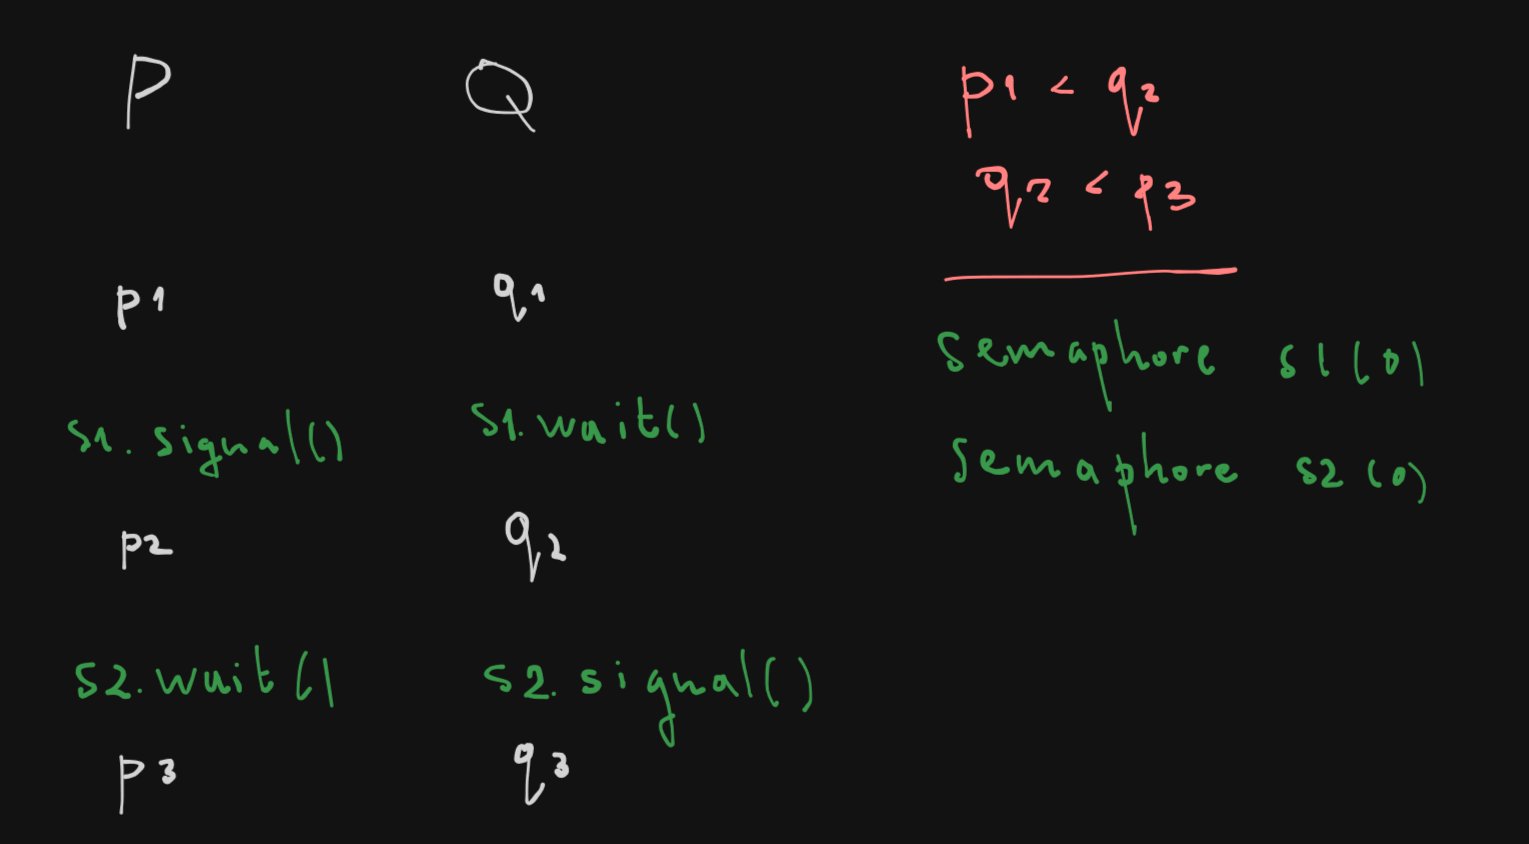 P Q p1 < q2
q2 < p3
p1 q1
semaphore s1(0)
s1.signal() s1.wait()
semaphore s2(0)
p2 q2
s2.wait() s2.signal()
p3 q3